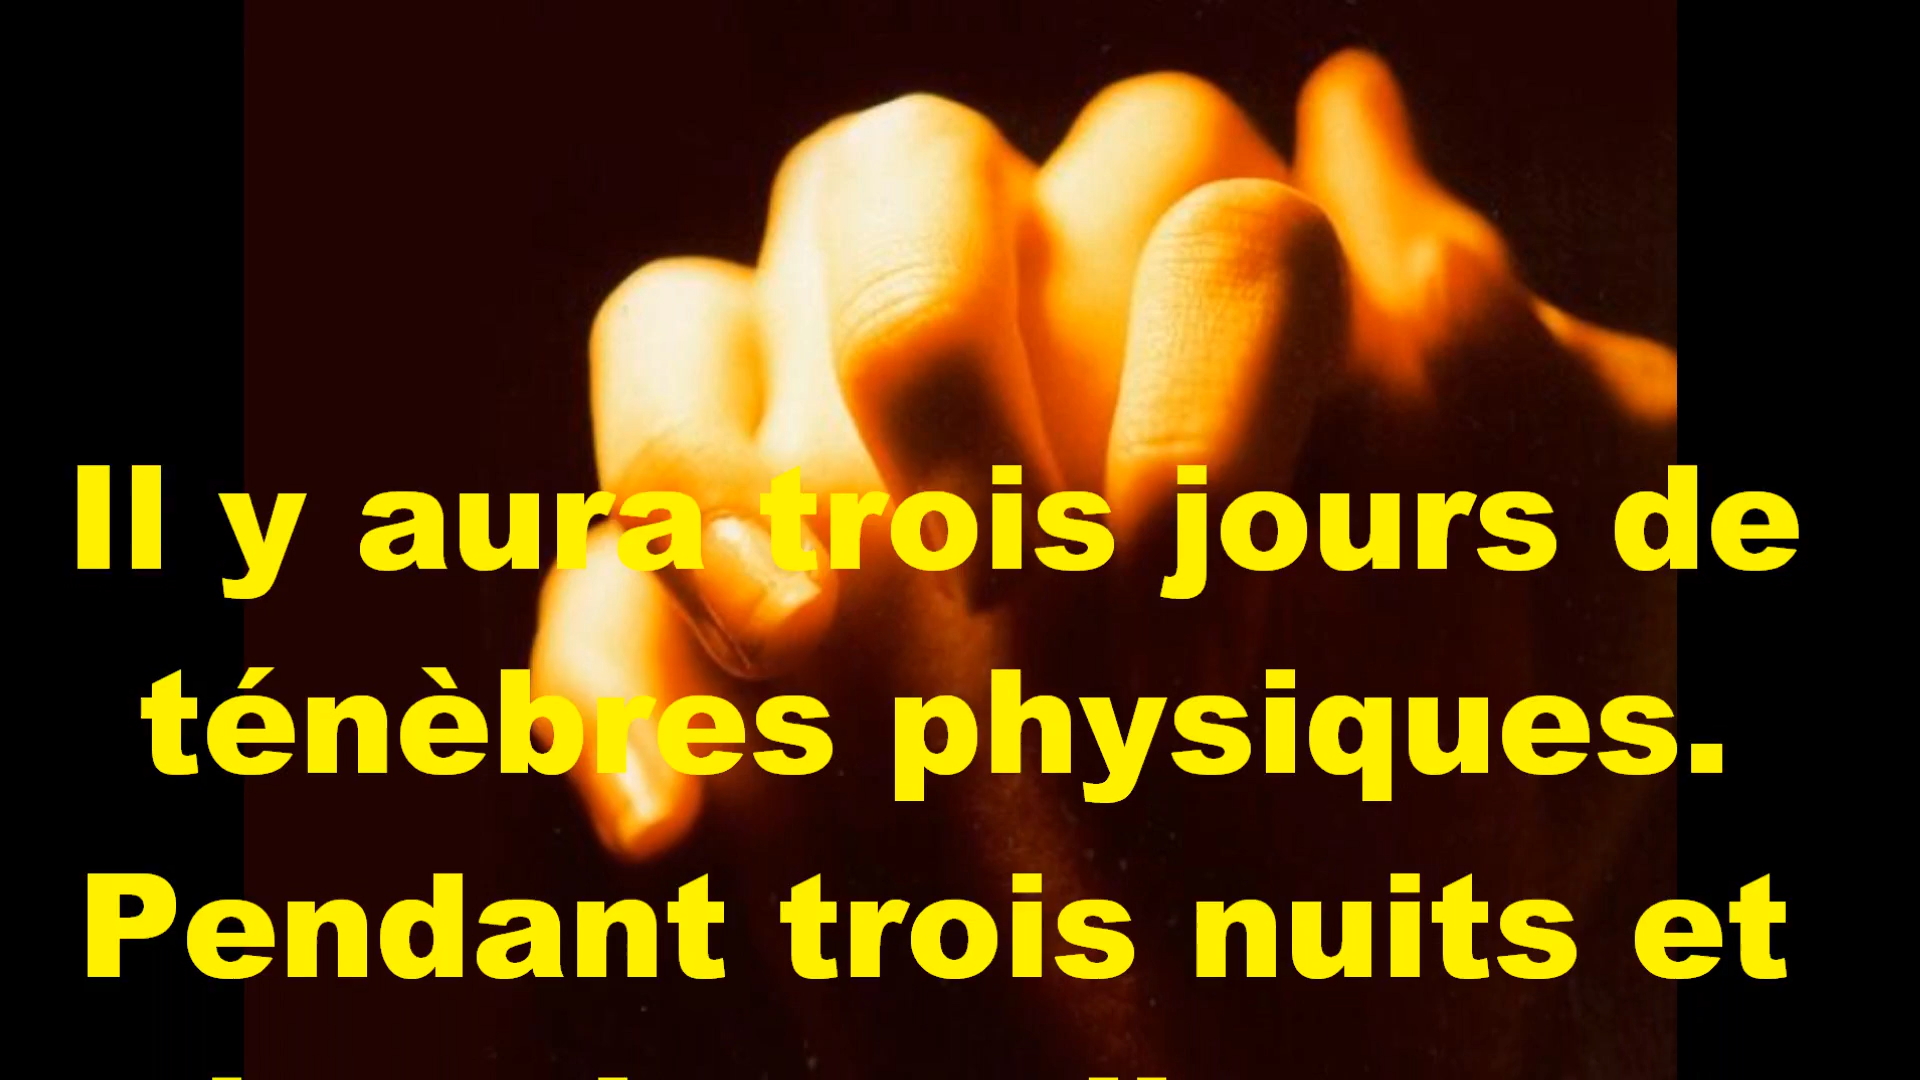 Il y aura trois jours de
ténèbres physiques.
Pendant trois nuits et